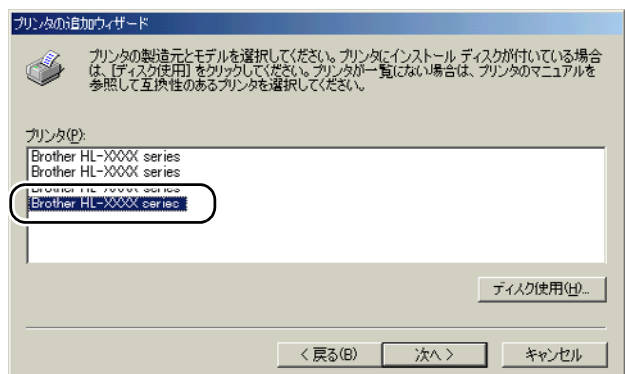 プリンタの追加ウィザード
プリンタの製造元とモデルを選択してください。プリンタにインストール ディスクが付いている場合
は、[ディスク使用] をクリックしてください。プリンタが一覧にない場合は、プリンタのマニュアルを
参照して互換性のあるプリンタを選択してください。
プリンタ(P):
Brother HL-XXXX series
Brother HL-XXXX series
Brother HL-XXXX series
Brother HL-XXXX series
ディスク使用(H)...
< 戻る(B)
次へ >
キャンセル